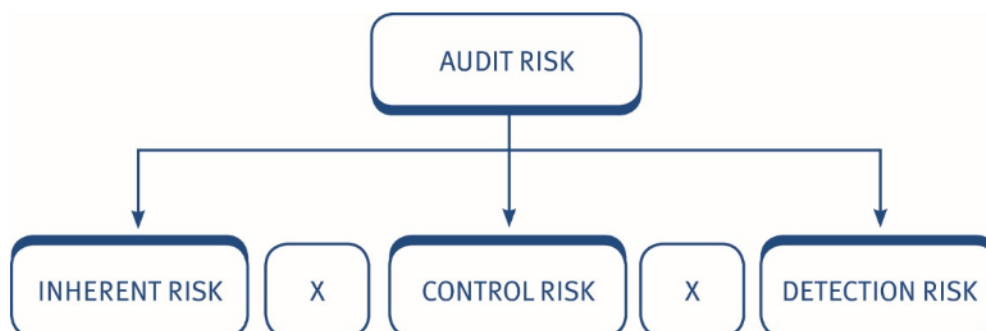 AUDIT RISK
INHERENT RISK X CONTROL RISK X DETECTION RISK